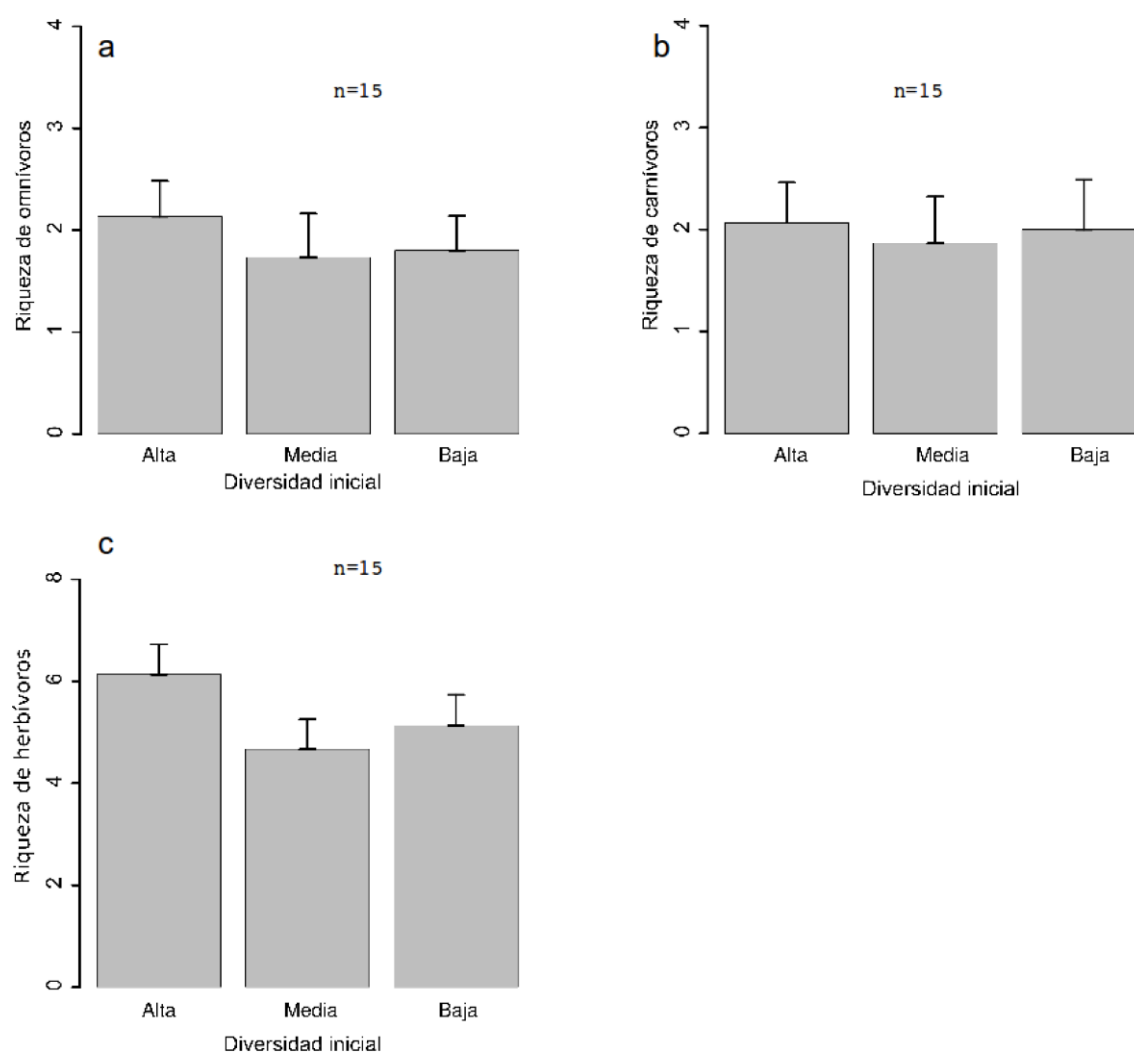 a
n=15
Riqueza de omnívoros
4
3
2
1
0
Alta Media Baja
Diversidad inicial
b
n=15
Riqueza de carnívoros
4
3
2
1
0
Alta Media Baja
Diversidad inicial
c
n=15
Riqueza de herbívoros
8
6
4
2
0
Alta Media Baja
Diversidad inicial